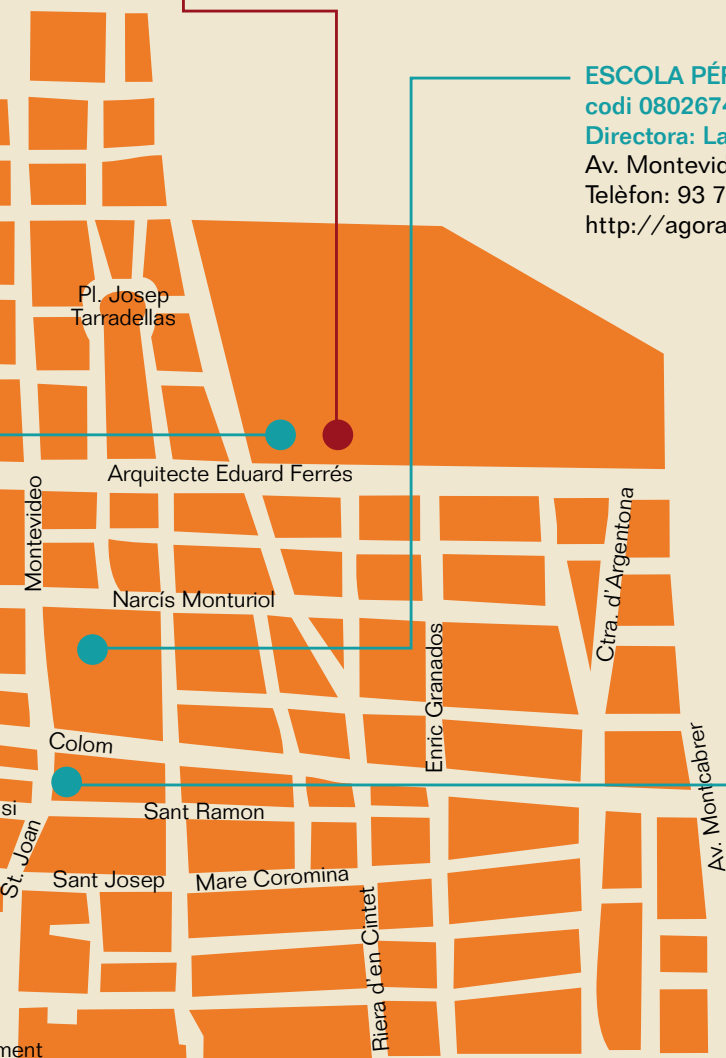 ESCOLA PÉ
codi 080267
Directora: La
Av. Montevid
Telèfon: 93 7
http://agora
Pl. Josep
Tarradellas
Arquitecte Eduard Ferrés
Montevideo
Ctra. d'Argentona
Narcís Monturiol
Enric Granados
Colom
Av. Montcabrer
si
Sant Ramon
St. Joan
Sant Josep
Mare Coromina
Riera d'en Cintet
ment